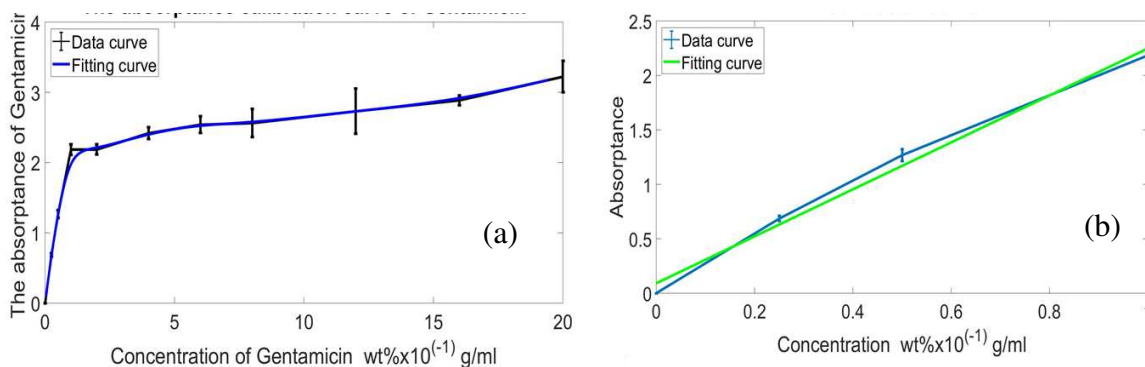 4
3
2
1
0
The absorptance of Gentamicin
Data curve
Fitting curve
(a)
0
5
10
15
20
Concentration of Gentamicin wt%x10^(-1) g/ml
2.5
2
1.5
1
0.5
0
Absorptance
Data curve
Fitting curve
(b)
0
0.2
0.4
0.6
0.8
Concentration wt%x10^(-1) g/ml